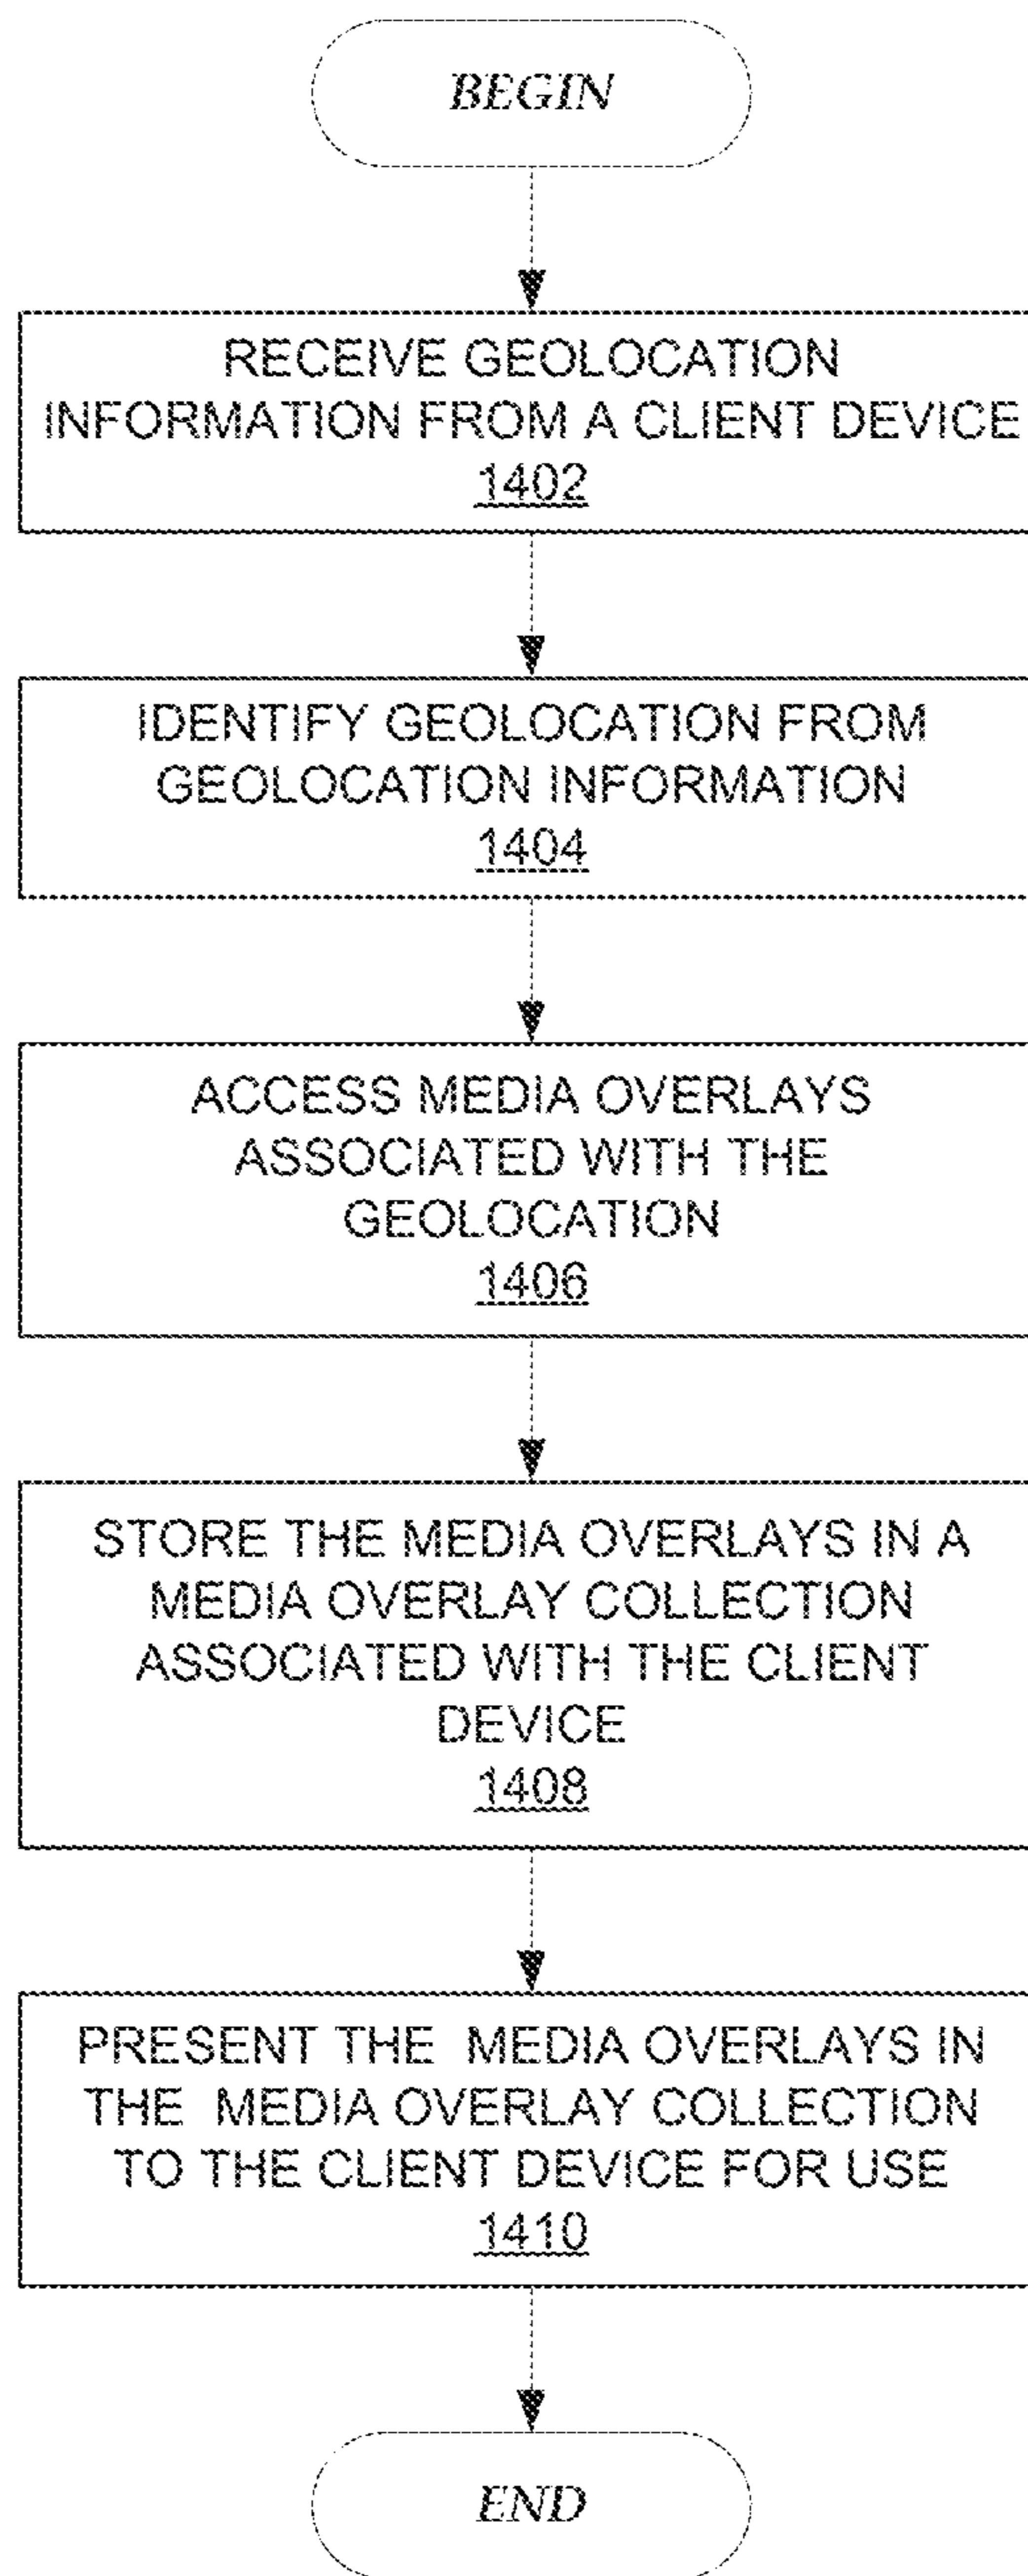 BEGIN
RECEIVE GEOLOCATION
INFORMATION FROM A CLIENT DEVICE
1402
IDENTIFY GEOLOCATION FROM
GEOLOCATION INFORMATION
1404
ACCESS MEDIA OVERLAYS
ASSOCIATED WITH THE
GEOLOCATION
1406
STORE THE MEDIA OVERLAYS IN A
MEDIA OVERLAY COLLECTION
ASSOCIATED WITH THE CLIENT
DEVICE
1408
PRESENT THE MEDIA OVERLAYS IN
THE MEDIA OVERLAY COLLECTION
TO THE CLIENT DEVICE FOR USE
1410
END